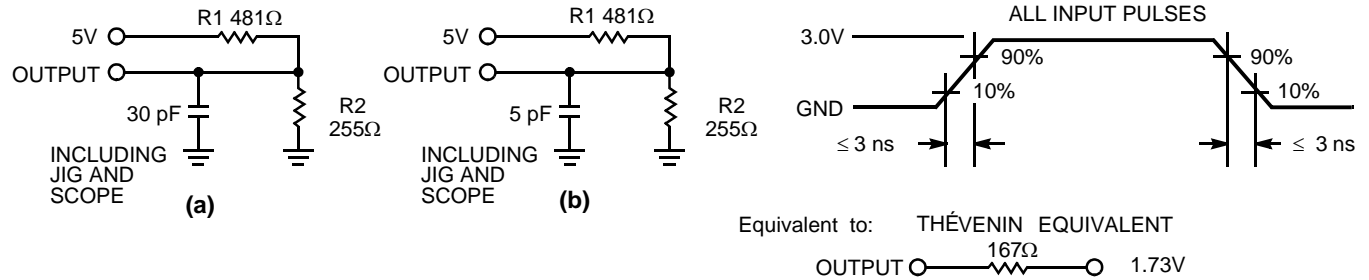 R1 481Ω
5V
OUTPUT
30 pF
R2
255Ω
INCLUDING
JIG AND
SCOPE
(a)
R1 481Ω
5V
OUTPUT
5 pF
R2
255Ω
INCLUDING
JIG AND
SCOPE
(b)
ALL INPUT PULSES
3.0V
90%
10%
GND
90%
10%
≤ 3 ns
≤ 3 ns
Equivalent to: THÉVENIN EQUIVALENT
167Ω
OUTPUT 1.73V